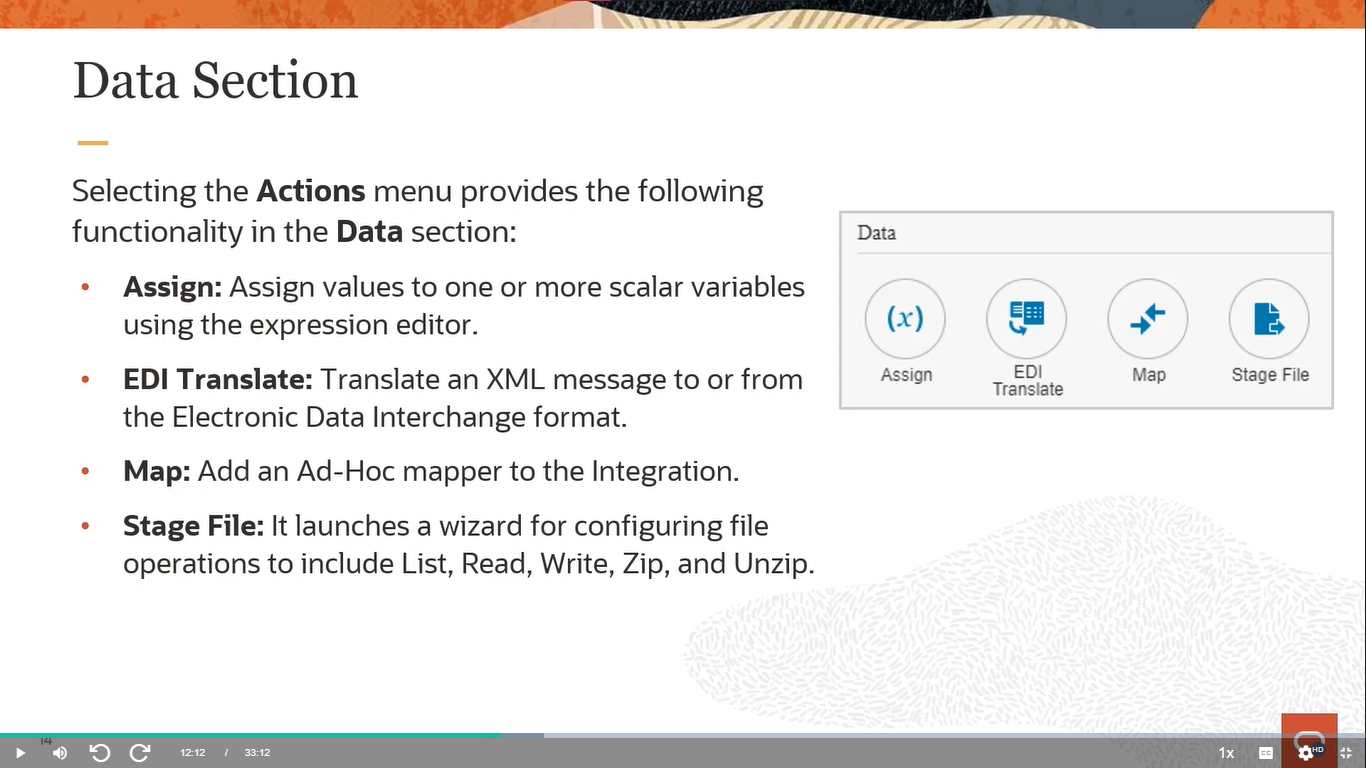 Data Section
Selecting the Actions menu provides the following
functionality in the Data section:
• Assign: Assign values to one or more scalar variables
using the expression editor.
• EDI Translate: Translate an XML message to or from
the Electronic Data Interchange format.
• Map: Add an Ad-Hoc mapper to the Integration.
• Stage File: It launches a wizard for configuring file
operations to include List, Read, Write, Zip, and Unzip.
Data
(x)
Assign
EDI
Translate
Map
Stage File
14
12:12 / 33:12
1x
CC
HD